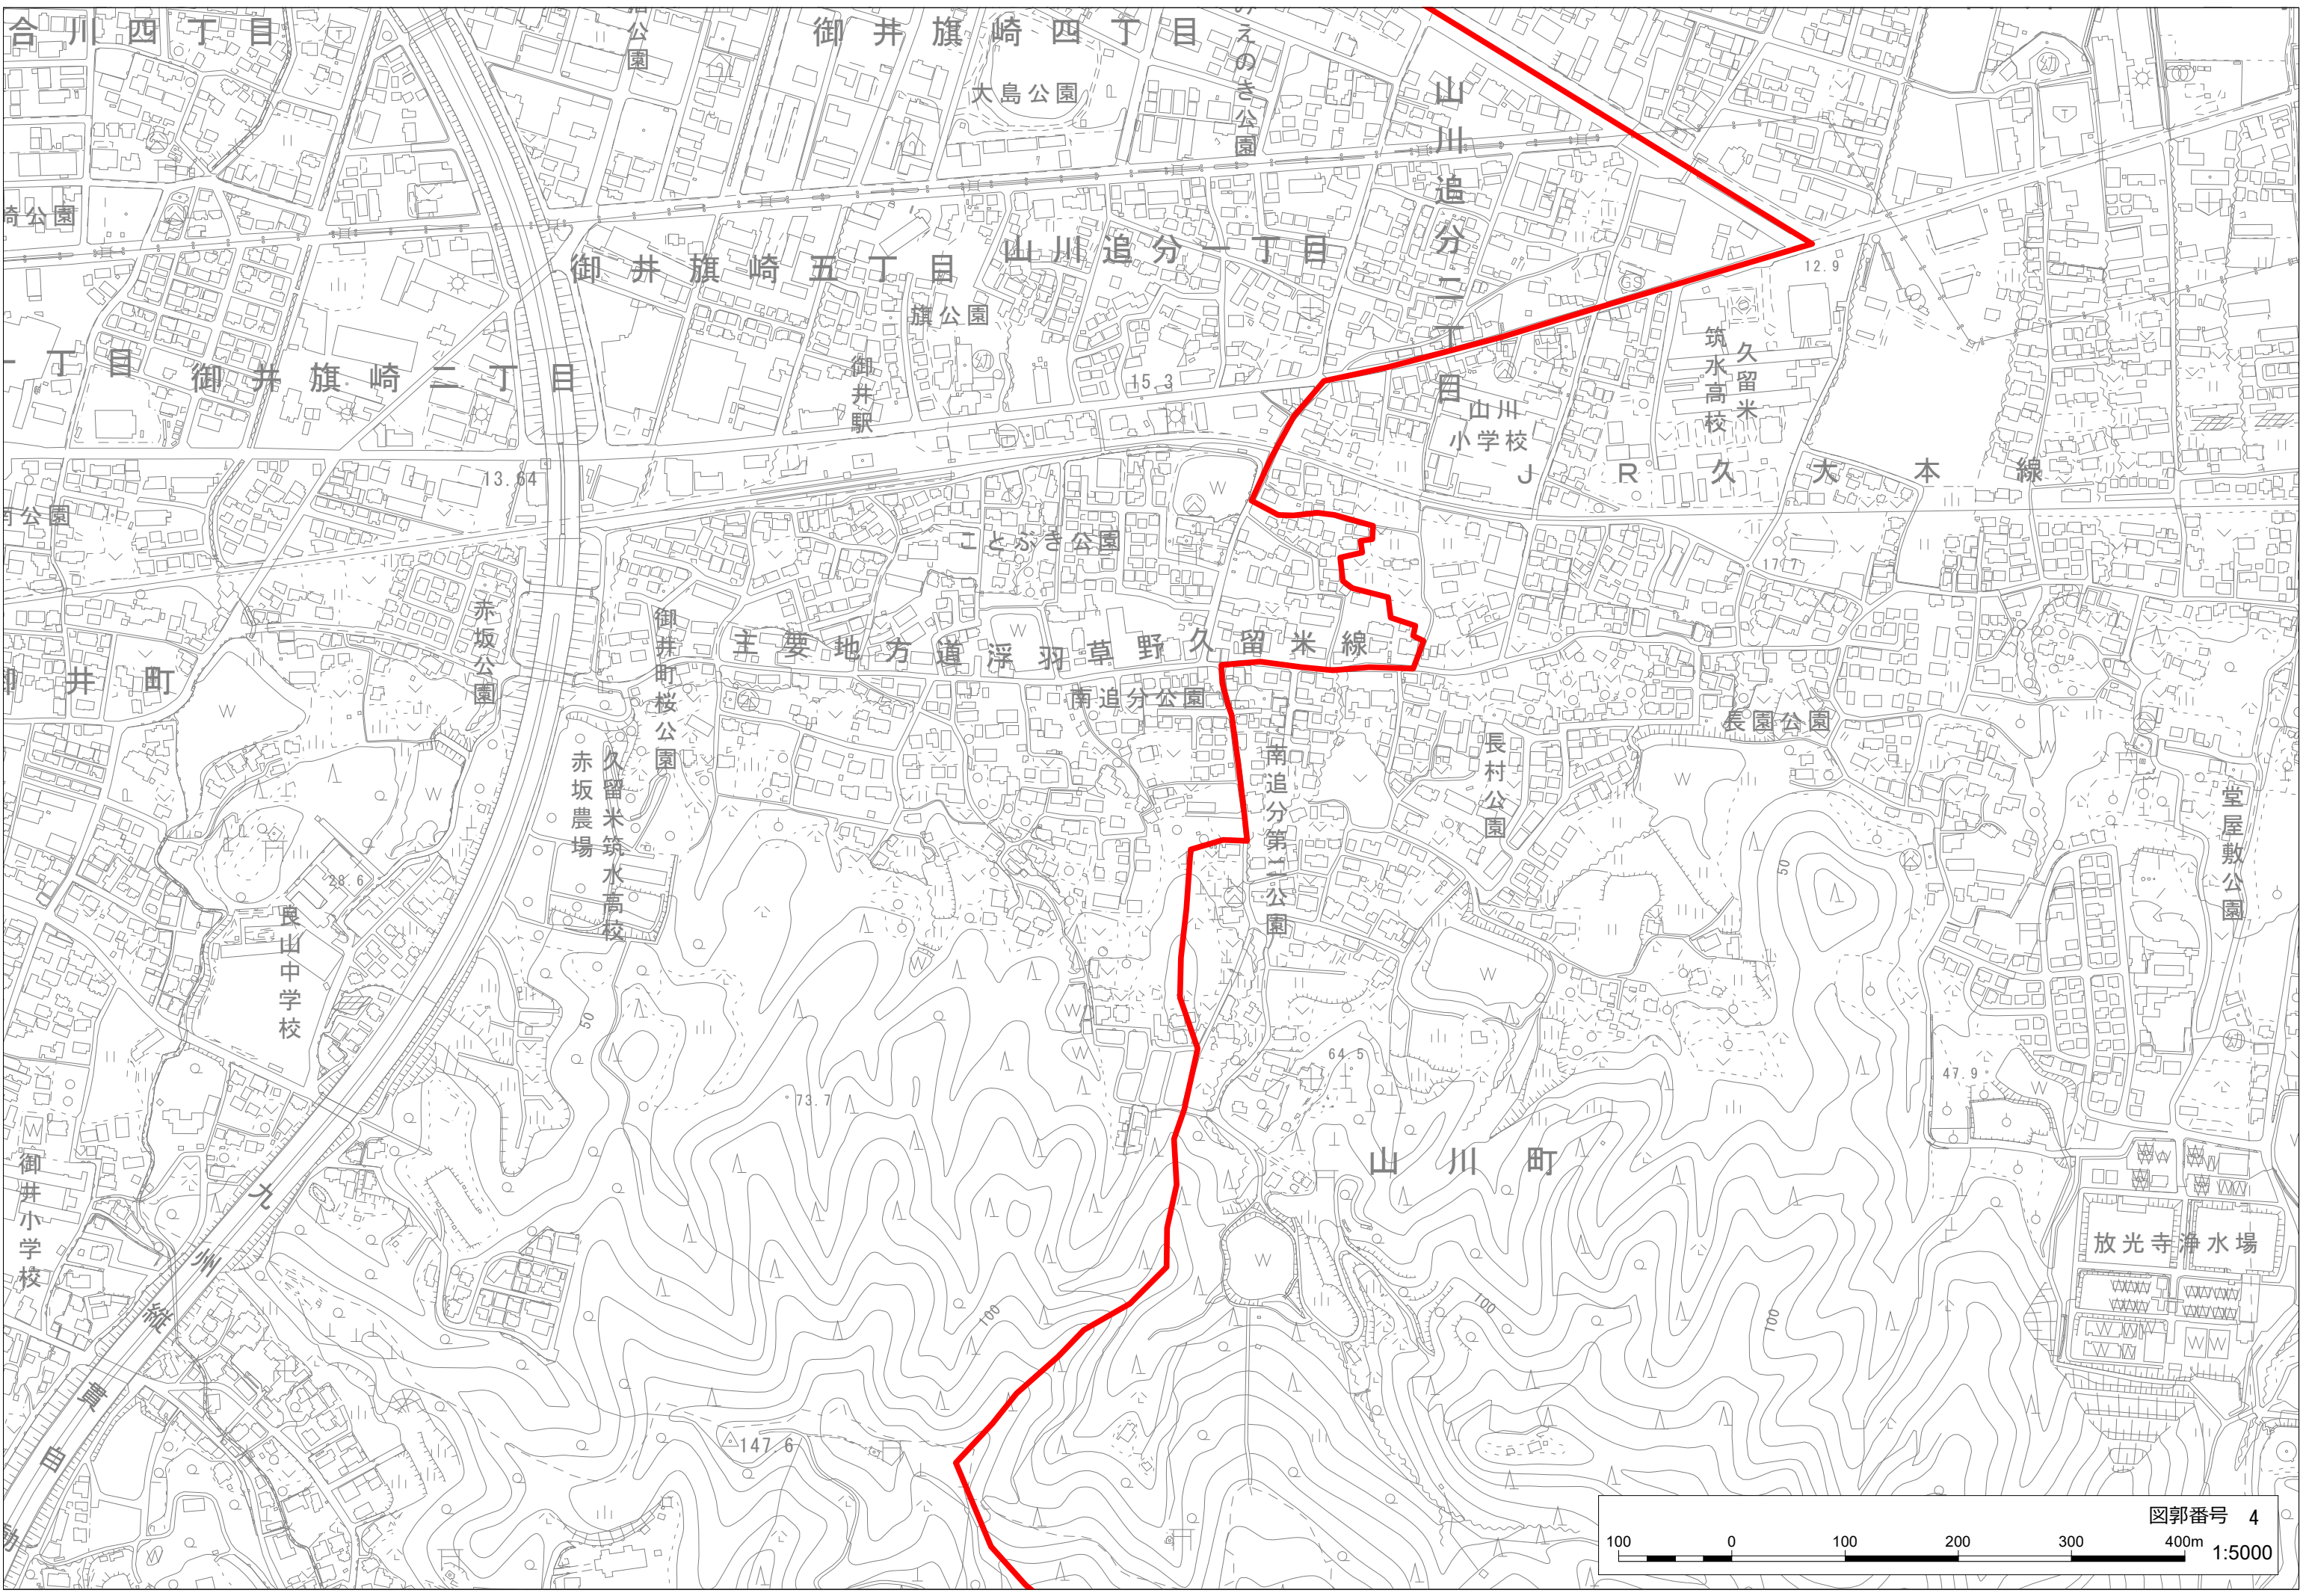 合川四丁目
公園
御井旗崎四丁目
大島公園
えのき公園
山川追分二丁目
崎公園
御井旗崎五丁目
山川追分一丁目
旗公園
12.9
GS
一丁目
御井旗崎二丁目
御井駅
15.3
山川
小学校
久留米
筑水高校
JR久大本線
13.64
公園
ことぶき公園
17.7
赤坂公園
御井町桜公園
主要地方道浮羽草野久留米線
御井町
南追分公園
長園公園
長村公園
南追分第二公園
久留米筑水高校
赤坂農場
堂屋敷公園
28.6
良山中学校
50
50
64.5
47.9
73.7
山川町
御井小学校
九州縦貫自動
放光寺浄水場
100
100
100
147.6
図郭番号 4
100 0 100 200 300 400m
1:5000